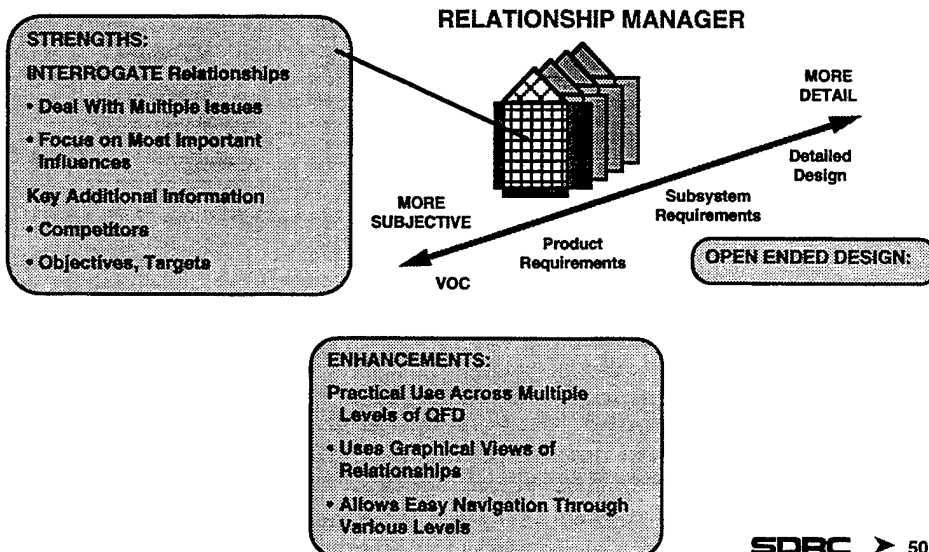 RELATIONSHIP MANAGER
STRENGTHS:
INTERROGATE Relationships
• Deal With Multiple Issues
• Focus on Most Important
Influences
Key Additional Information
• Competitors
• Objectives, Targets
MORE
DETAIL
Detailed
Design
Subsystem
Requirements
MORE
SUBJECTIVE
Product
Requirements
VOC
OPEN ENDED DESIGN:
ENHANCEMENTS:
Practical Use Across Multiple
Levels of QFD
• Uses Graphical Views of
Relationships
• Allows Easy Navigation Through
Various Levels
SDRC ➤ 50